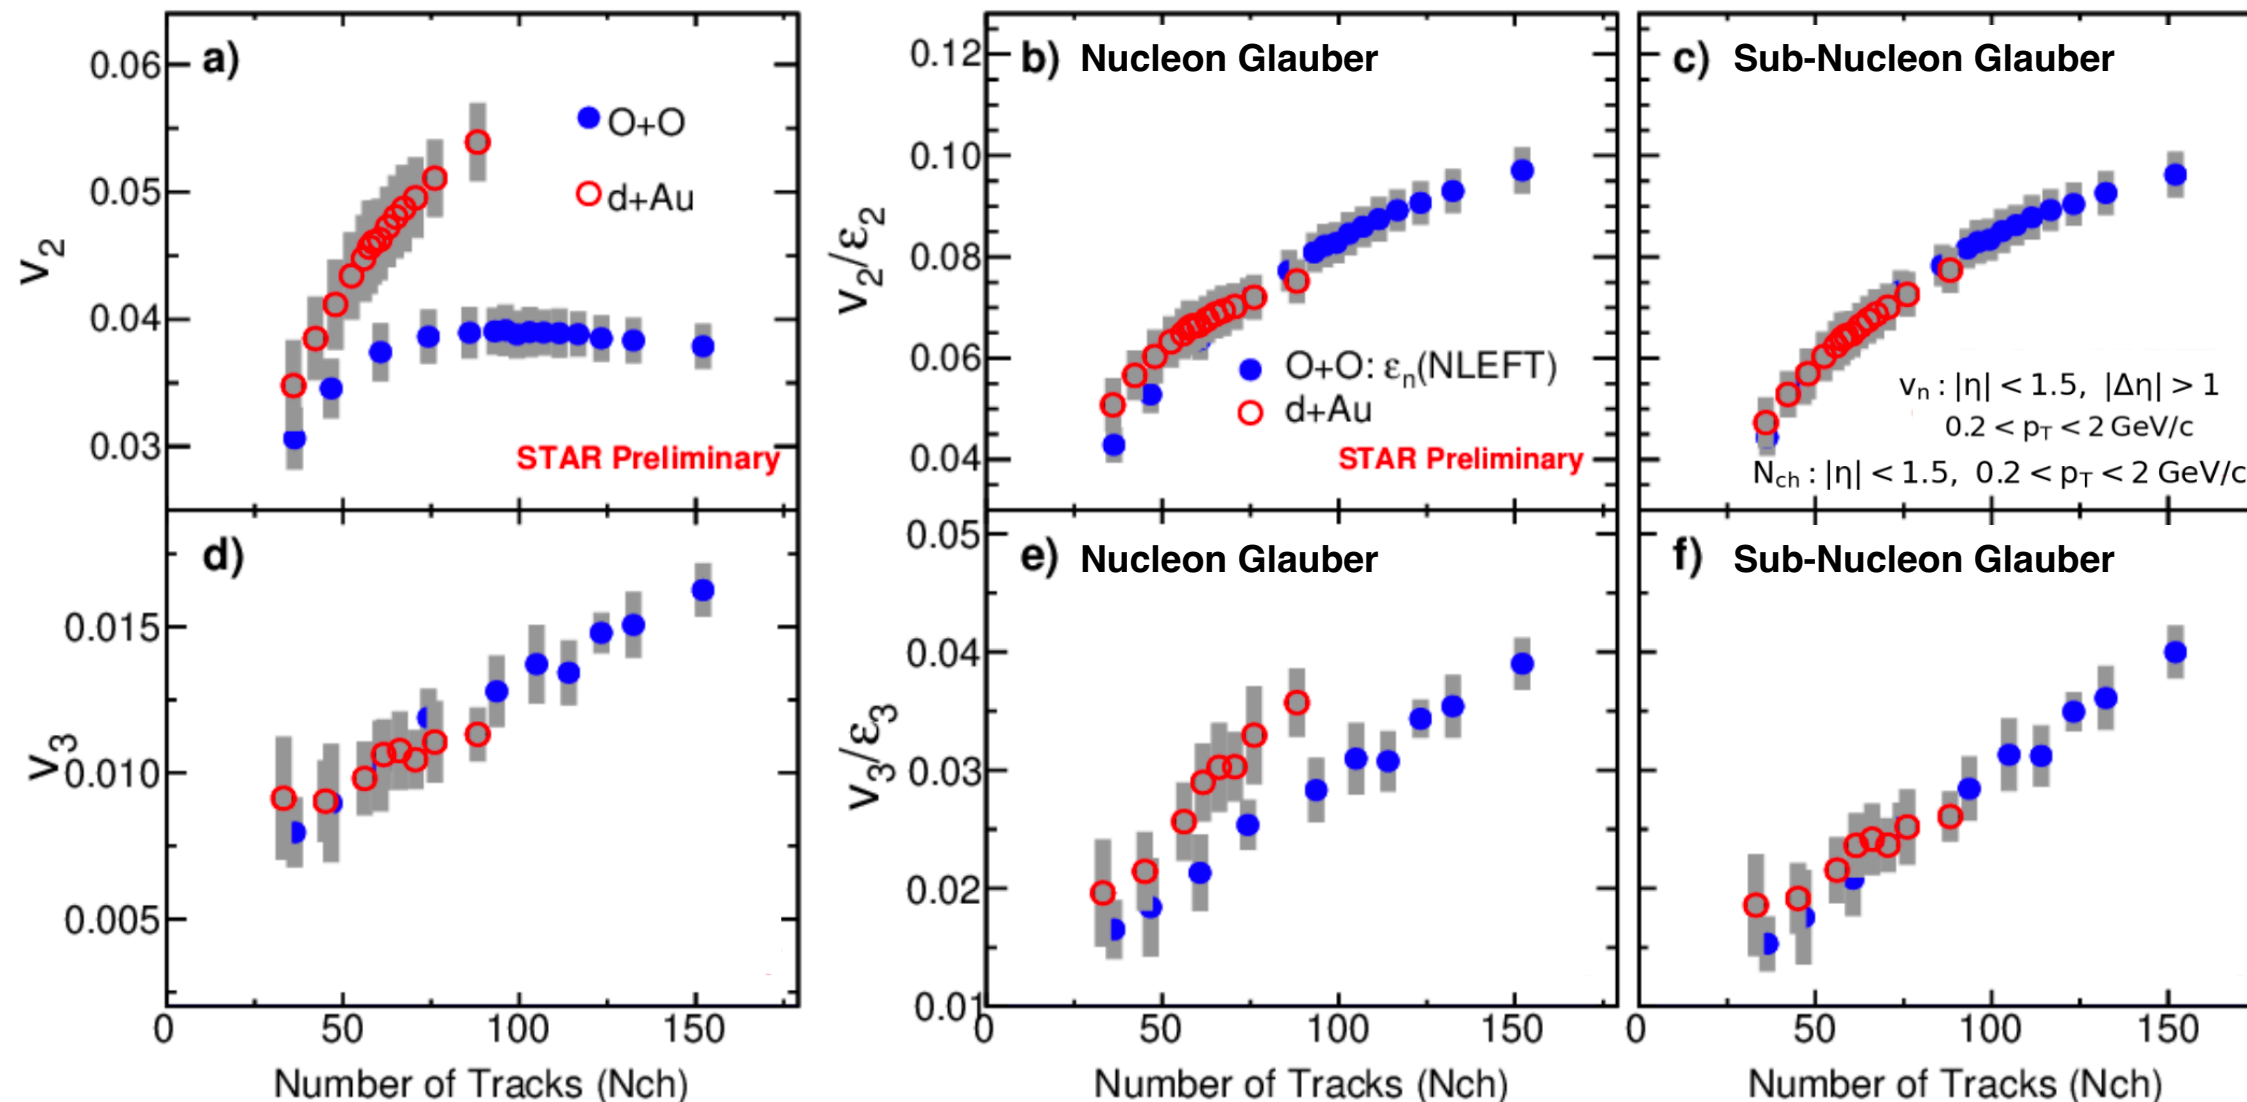 a)
O+O
d+Au
STAR Preliminary
v2
0.06
0.05
0.04
0.03
b) Nucleon Glauber
O+O: εn(NLEFT)
d+Au
STAR Preliminary
v2/ε2
0.12
0.10
0.08
0.06
0.04
c) Sub-Nucleon Glauber
vn : |η| < 1.5, |Δη| > 1
0.2 < pT < 2 GeV/c
Nch : |η| < 1.5, 0.2 < pT < 2 GeV/c
d)
v3
0.015
0.010
0.005
0 50 100 150
Number of Tracks (Nch)
e) Nucleon Glauber
v3/ε3
0.05
0.04
0.03
0.02
0.01
0 50 100 150
Number of Tracks (Nch)
f) Sub-Nucleon Glauber
0 50 100 150
Number of Tracks (Nch)